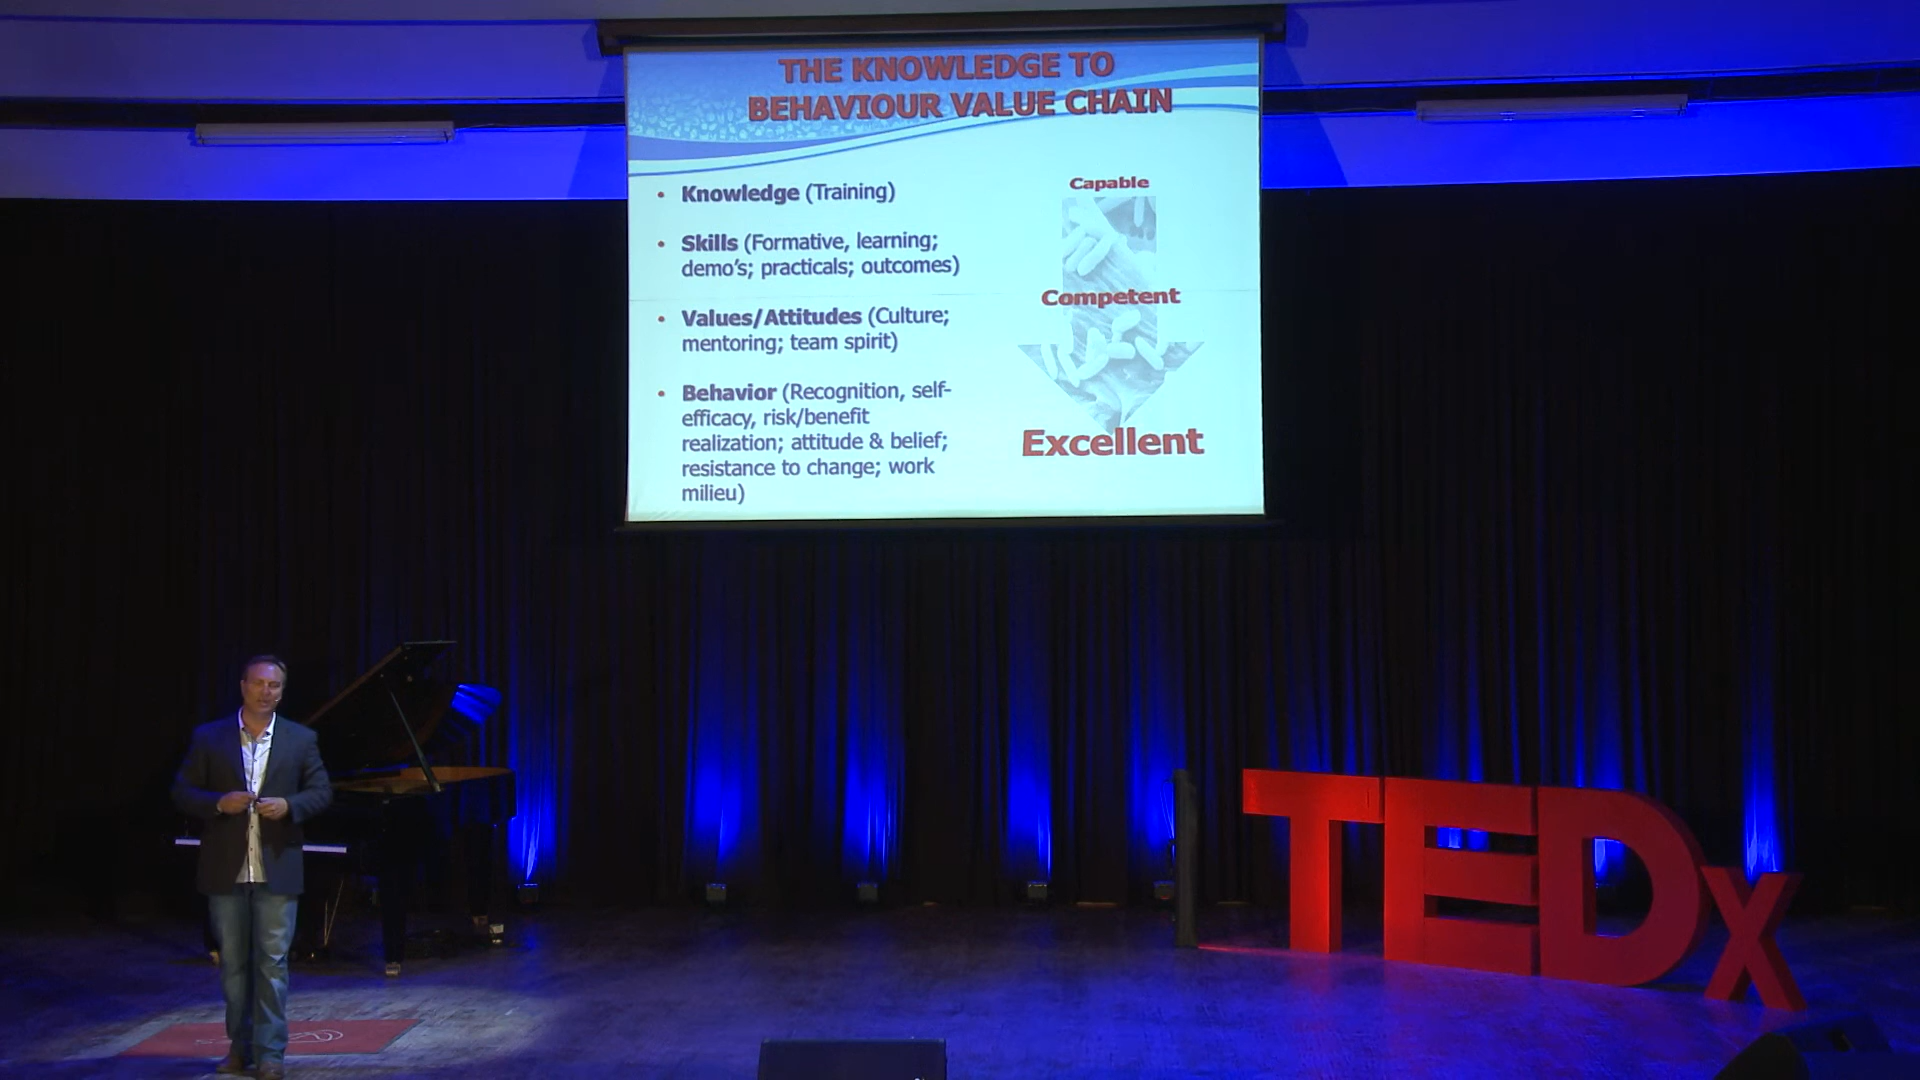 THE KNOWLEDGE TO
BEHAVIOUR VALUE CHAIN
• Knowledge (Training)
• Skills (Formative, learning;
demo's; practicals; outcomes)
• Values/Attitudes (Culture;
mentoring; team spirit)
• Behavior (Recognition, self-
efficacy, risk/benefit
realization; attitude & belief;
resistance to change; work
milieu)
Capable
Competent
Excellent
TEDx